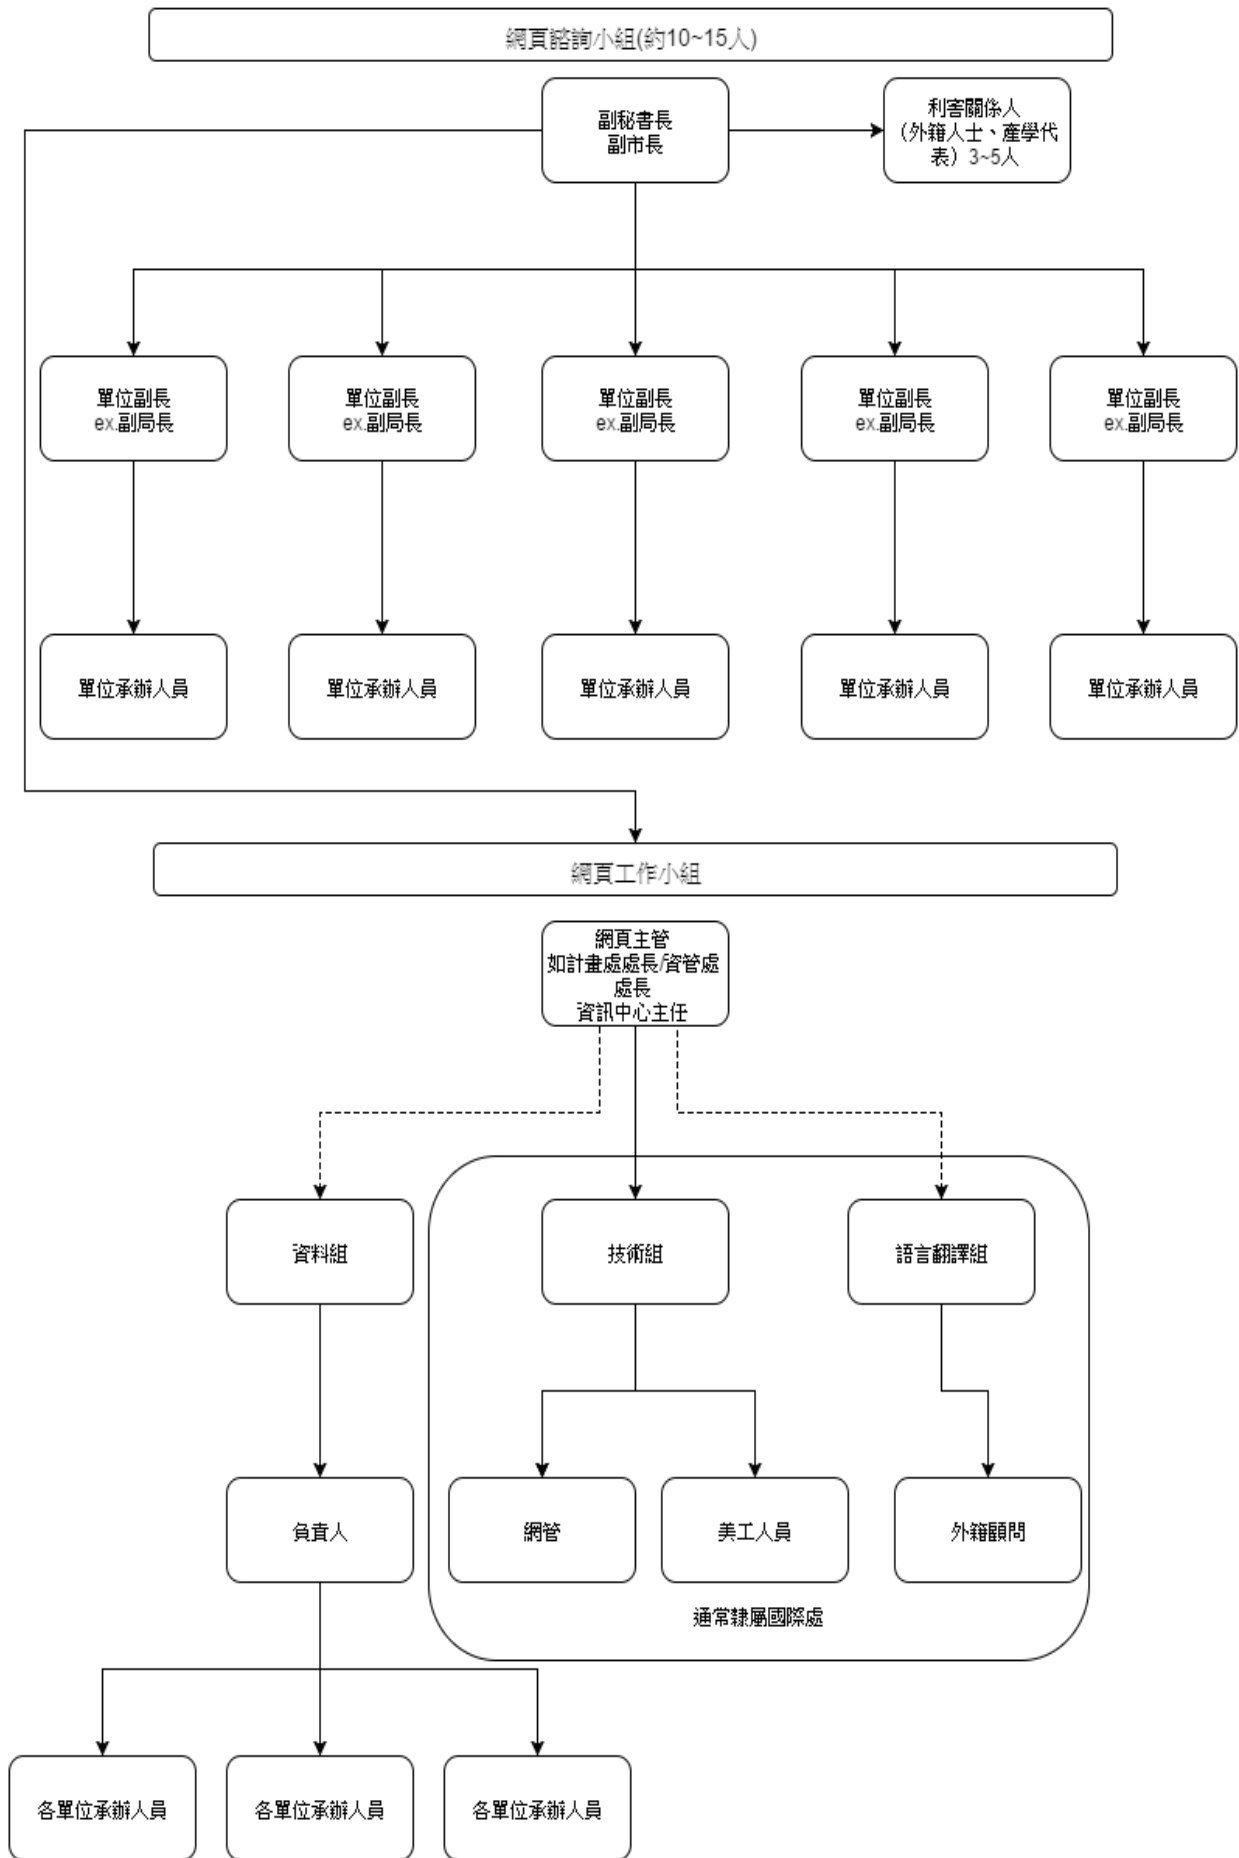 網頁諮詢小組(約10~15人)
副秘書長
副市長
利害關係人
（外籍人士、產學代
表）3~5人
單位副長
ex.副局長
單位副長
ex.副局長
單位副長
ex.副局長
單位副長
ex.副局長
單位副長
ex.副局長
單位承辦人員
單位承辦人員
單位承辦人員
單位承辦人員
單位承辦人員
網頁工作小組
網頁主管
如計畫處處長/資管處
處長
資訊中心主任
資料組
技術組
語言翻譯組
負責人
網管
美工人員
外籍顧問
通常隸屬國際處
各單位承辦人員
各單位承辦人員
各單位承辦人員